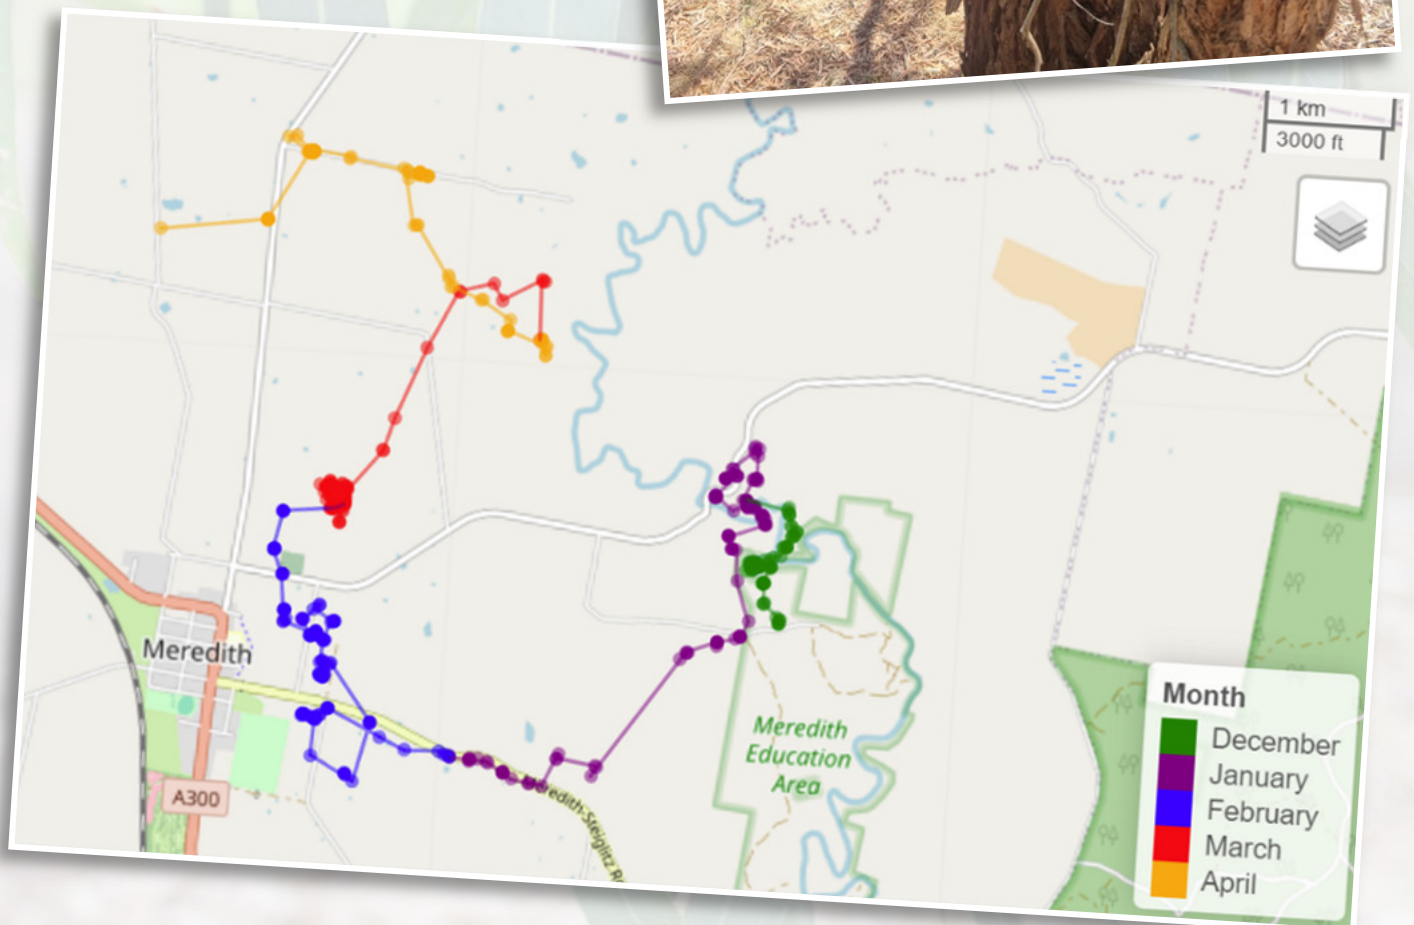 1 km
3000 ft
Meredith
A300
Meredith-Steiglitz
Meredith
Education
Area
Month
December
January
February
March
April